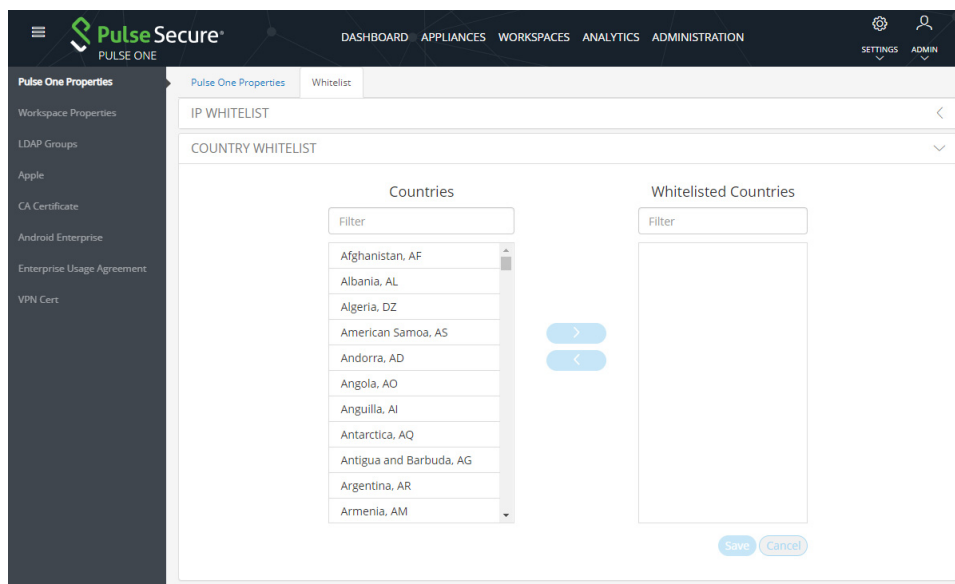 Pulse Secure®
PULSE ONE
DASHBOARD APPLIANCES WORKSPACES ANALYTICS ADMINISTRATION
SETTINGS ADMIN
Pulse One Properties
Workspace Properties
LDAP Groups
Apple
CA Certificate
Android Enterprise
Enterprise Usage Agreement
VPN Cert
Pulse One Properties Whitelist
IP WHITELIST
COUNTRY WHITELIST
Countries
Filter
Afghanistan, AF
Albania, AL
Algeria, DZ
American Samoa, AS
Andorra, AD
Angola, AO
Anguilla, AI
Antarctica, AQ
Antigua and Barbuda, AG
Argentina, AR
Armenia, AM
Whitelisted Countries
Filter
Save Cancel